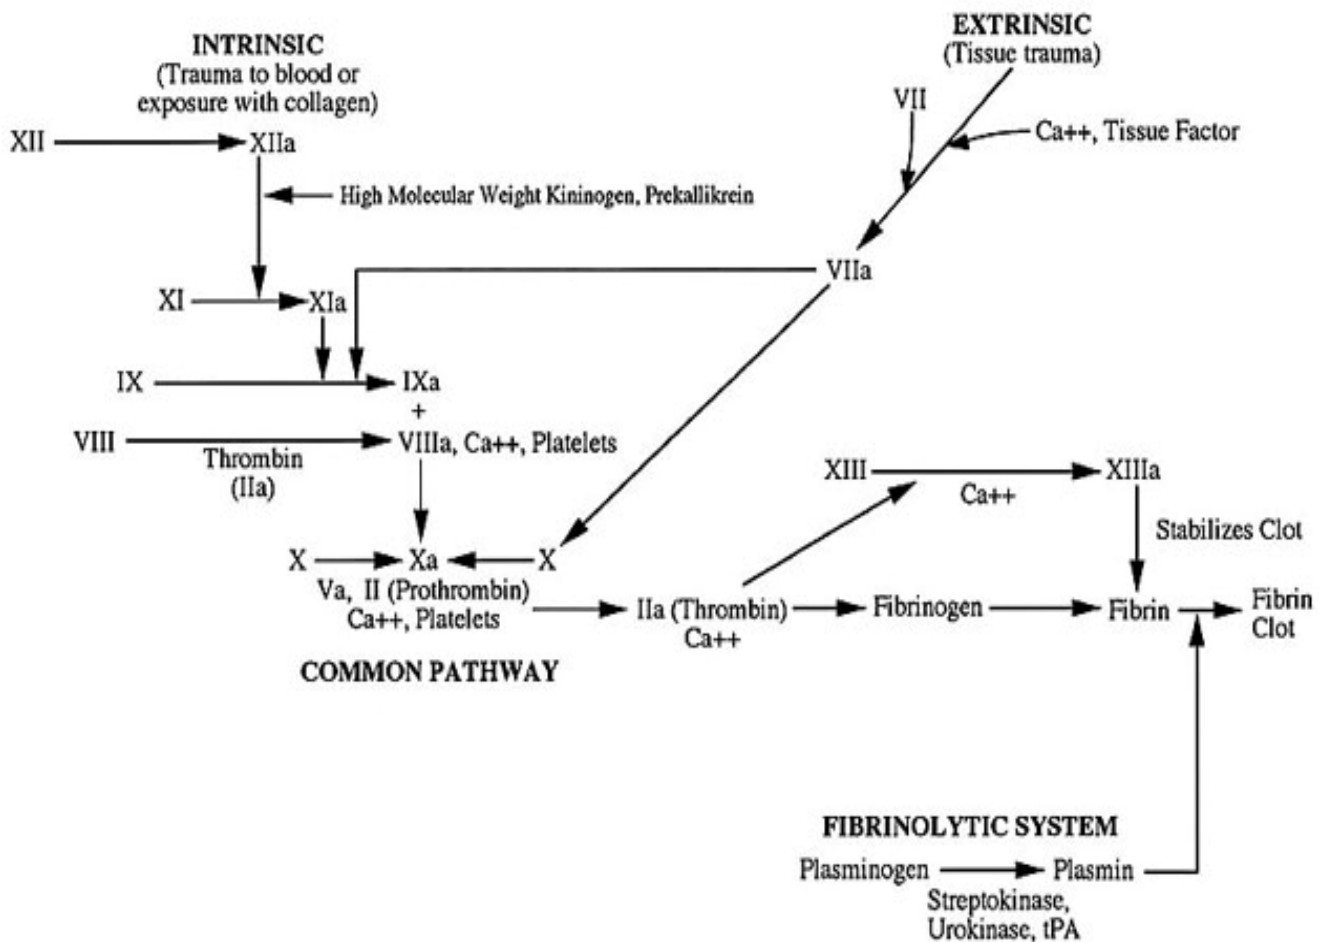 INTRINSIC
(Trauma to blood or
exposure with collagen)
EXTRINSIC
(Tissue trauma)
VII
Ca++, Tissue Factor
XII
XIIa
High Molecular Weight Kininogen, Prekallikrein
VIIa
XI
XIa
IX
IXa
+
VIII
VIIIa, Ca++, Platelets
Thrombin
(IIa)
XIII
XIIIa
Ca++
Stabilizes Clot
X
Xa
X
Va, II (Prothrombin)
Ca++, Platelets
IIa (Thrombin)
Ca++
Fibrinogen
Fibrin
Fibrin
Clot
COMMON PATHWAY
FIBRINOLYTIC SYSTEM
Plasminogen
Plasmin
Streptokinase,
Urokinase, tPA